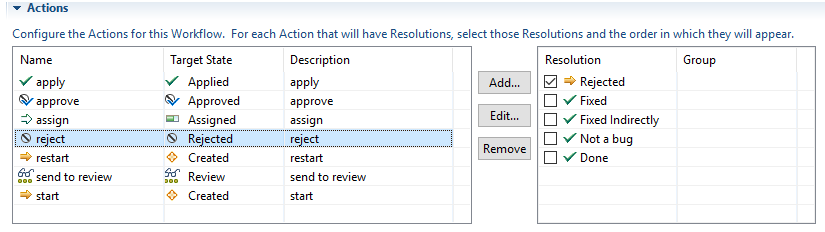 Actions
Configure the Actions for this Workflow. For each Action that will have Resolutions, select those Resolutions and the order in which they will appear.
Name Target State Description
apply Applied apply
approve Approved approve
assign Assigned assign
reject Rejected reject
restart Created restart
send to review Review send to review
start Created start
Add...
Edit...
Remove
Resolution Group
Rejected
Fixed
Fixed Indirectly
Not a bug
Done